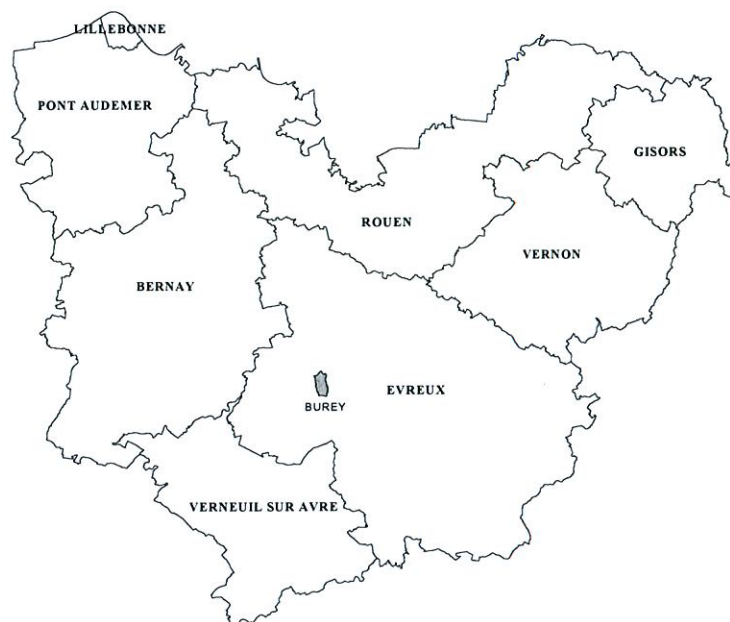 LILLEBONNE
PONT AUDEMER
GISORS
ROUEN
VERNON
BERNAY
EVREUX
BUREY
VERNEUIL SUR AVRE